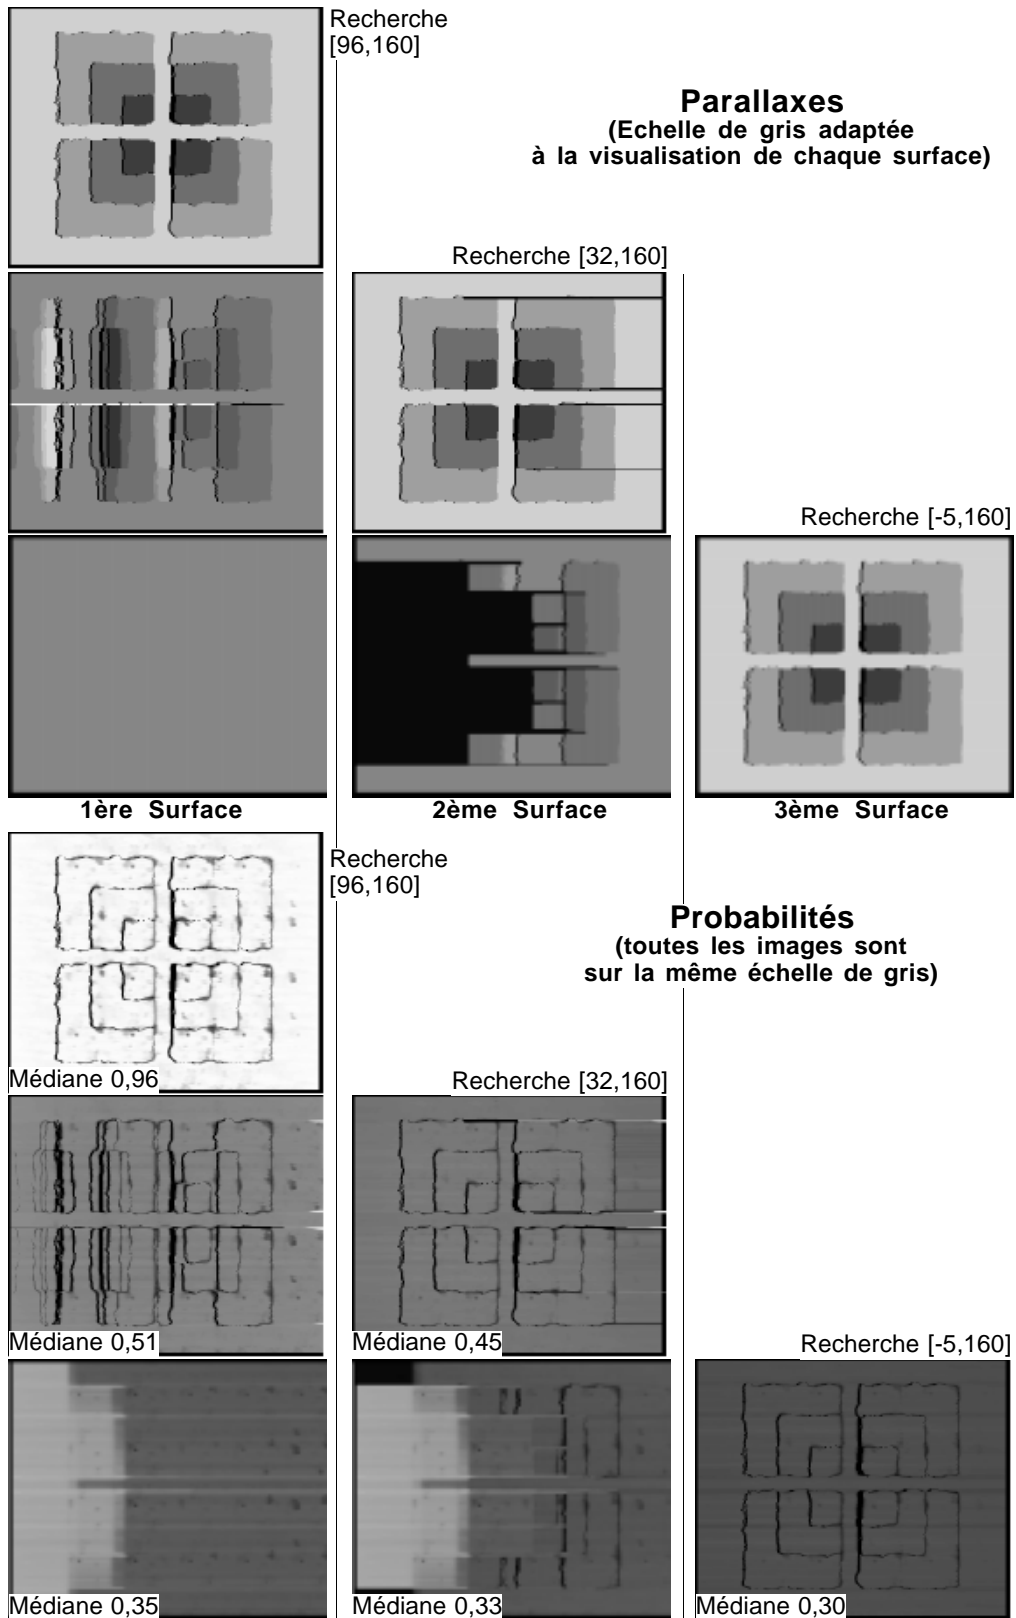 Recherche
[96,160]
Parallaxes
(Echelle de gris adaptée
à la visualisation de chaque surface)
Recherche [32,160]
Recherche [-5,160]
1ère Surface
2ème Surface
3ème Surface
Recherche
[96,160]
Probabilités
(toutes les images sont
sur la même échelle de gris)
Médiane 0,96
Recherche [32,160]
Médiane 0,51
Médiane 0,45
Recherche [-5,160]
Médiane 0,35
Médiane 0,33
Médiane 0,30